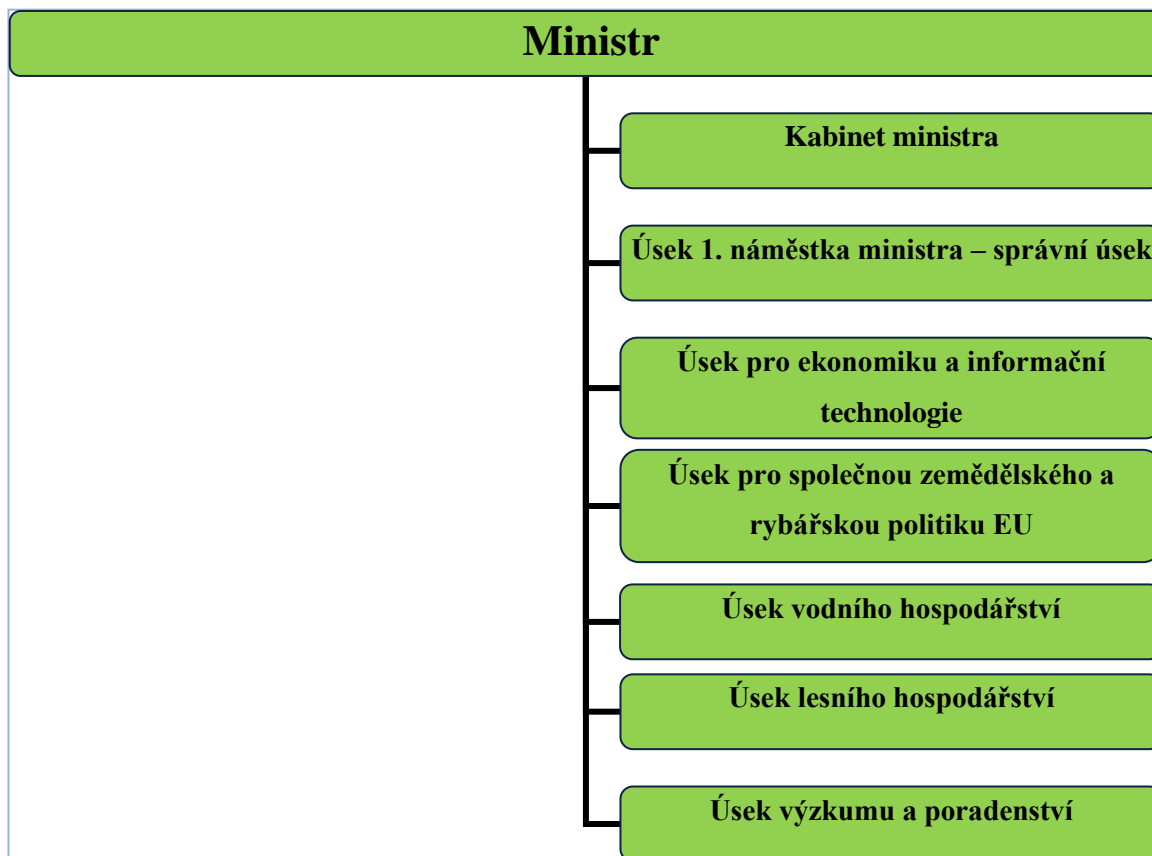 Ministr
Kabinet ministra
Úsek 1. náměstka ministra – správní úsek
Úsek pro ekonomiku a informační
technologie
Úsek pro společnou zemědělského a
rybářskou politiku EU
Úsek vodního hospodářství
Úsek lesního hospodářství
Úsek výzkumu a poradenství